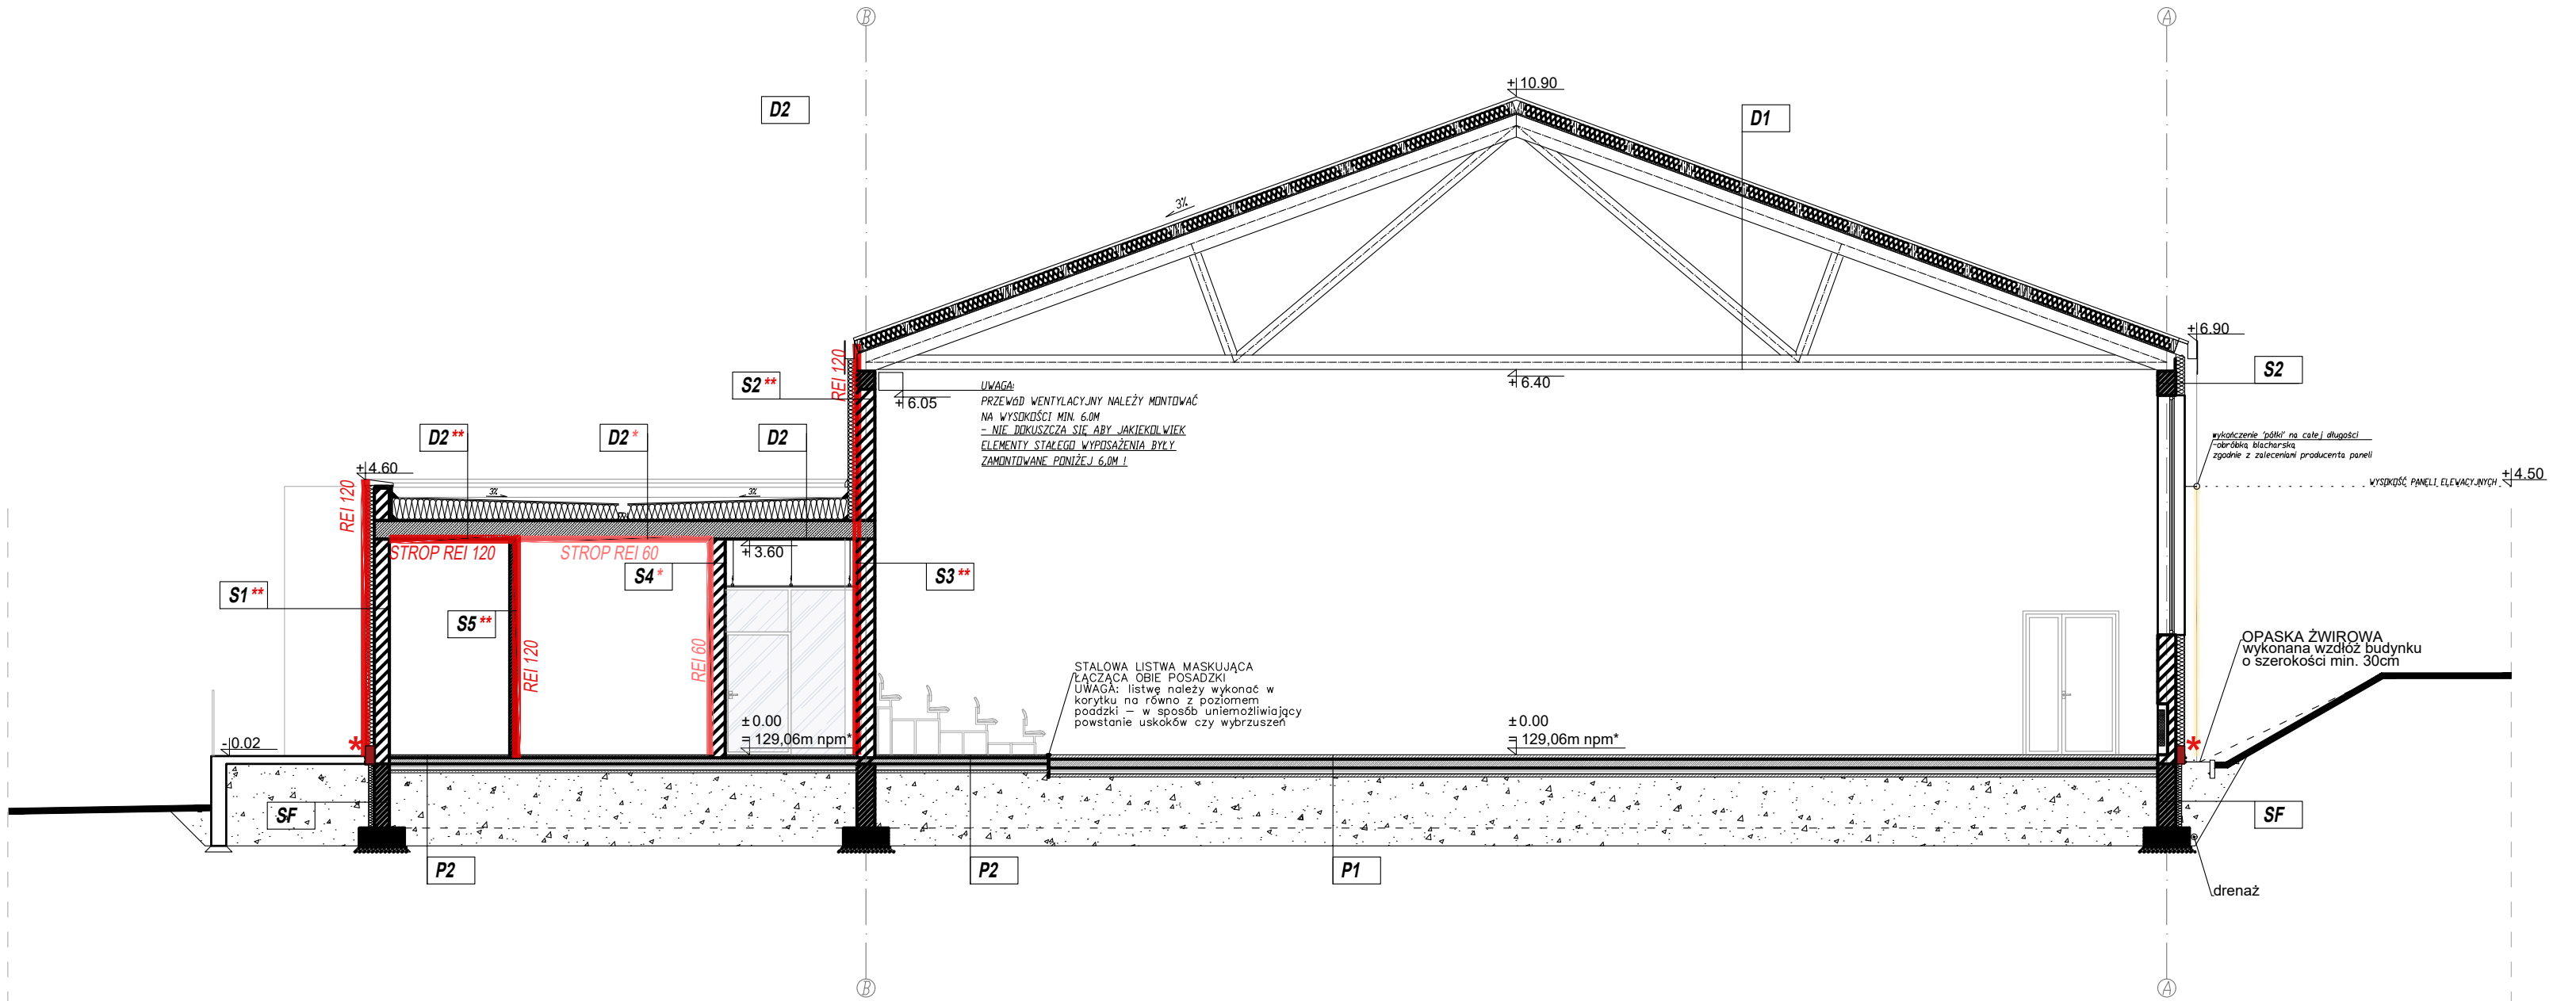 B
A
+10.90
D2
D1
3%
+6.90
REI 120
S2**
S2
+6.40
+6.05
UWAGA:
PRZEWÓD WENTYLACYJNY NALEŻY MONTOWAĆ
NA WYSOKOŚCI MIN. 6.0M
- NIE DOKUSZCZA SIĘ ABY JAKIEKOLWIEK
ELEMENTY STAŁEGO WYPOSAŻENIA BYŁY
ZAMONTOWANE PONIŻEJ 6,0M !
D2**
D2*
D2
wykończenie 'półki' na całej długości
-obróbka blacharska
zgodnie z zaleceniami producenta paneli
+4.60
+4.50
WYSOKOŚĆ PANELI ELEWACYJNYCH
REI 120
3%
3%
STROP REI 120
STROP REI 60
+3.60
S4*
S3**
S1**
S5**
REI 120
REI 60
OPASKA ŻWIROWA
wykonana wzdłóż budynku
o szerokości min. 30cm
STALOWA LISTWA MASKUJĄCA
ŁĄCZĄCA OBIE POSADZKI
UWAGA: listwę należy wykonać w
korytku na równo z poziomem
poadzki – w sposób uniemożliwiający
powstanie uskoków czy wybrzuszeń
±0.00
= 129,06m npm*
±0.00
= 129,06m npm*
-0.02
*
*
SF
SF
P2
P2
P1
drenaż
B
A